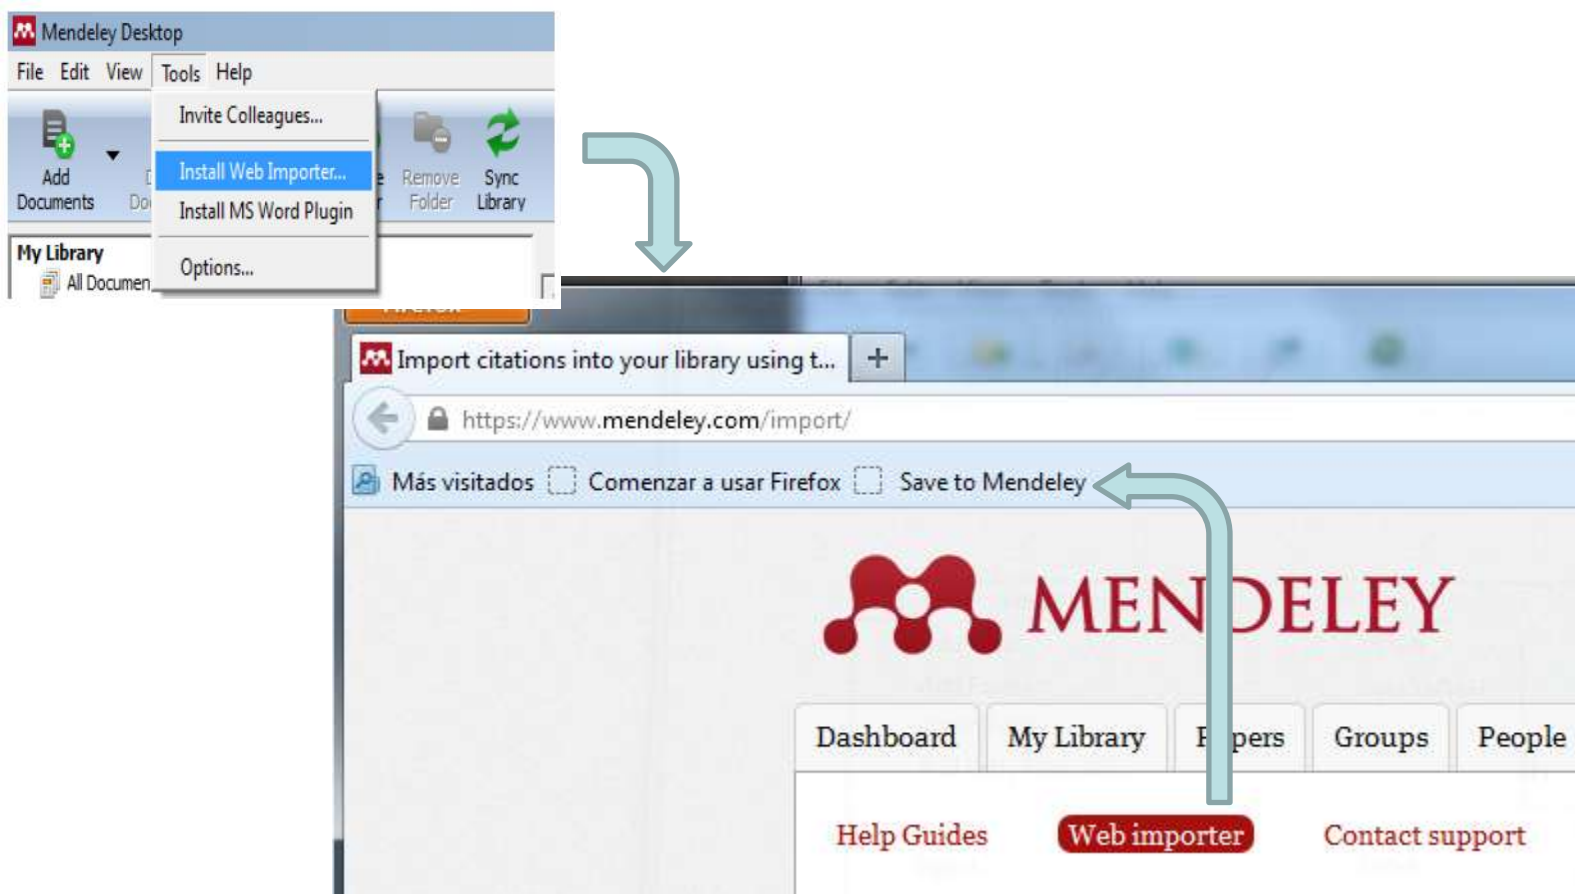 Mendeley Desktop
File Edit View Tools Help
Invite Colleagues...
Install Web Importer...
Install MS Word Plugin
Options...
Add
Documents
Remove
Folder
Sync
Library
My Library
All Documen
Import citations into your library using t...
https://www.mendeley.com/import/
Más visitados Comenzar a usar Firefox Save to Mendeley
MENDELEY
Dashboard My Library Papers Groups People
Help Guides Web importer Contact support